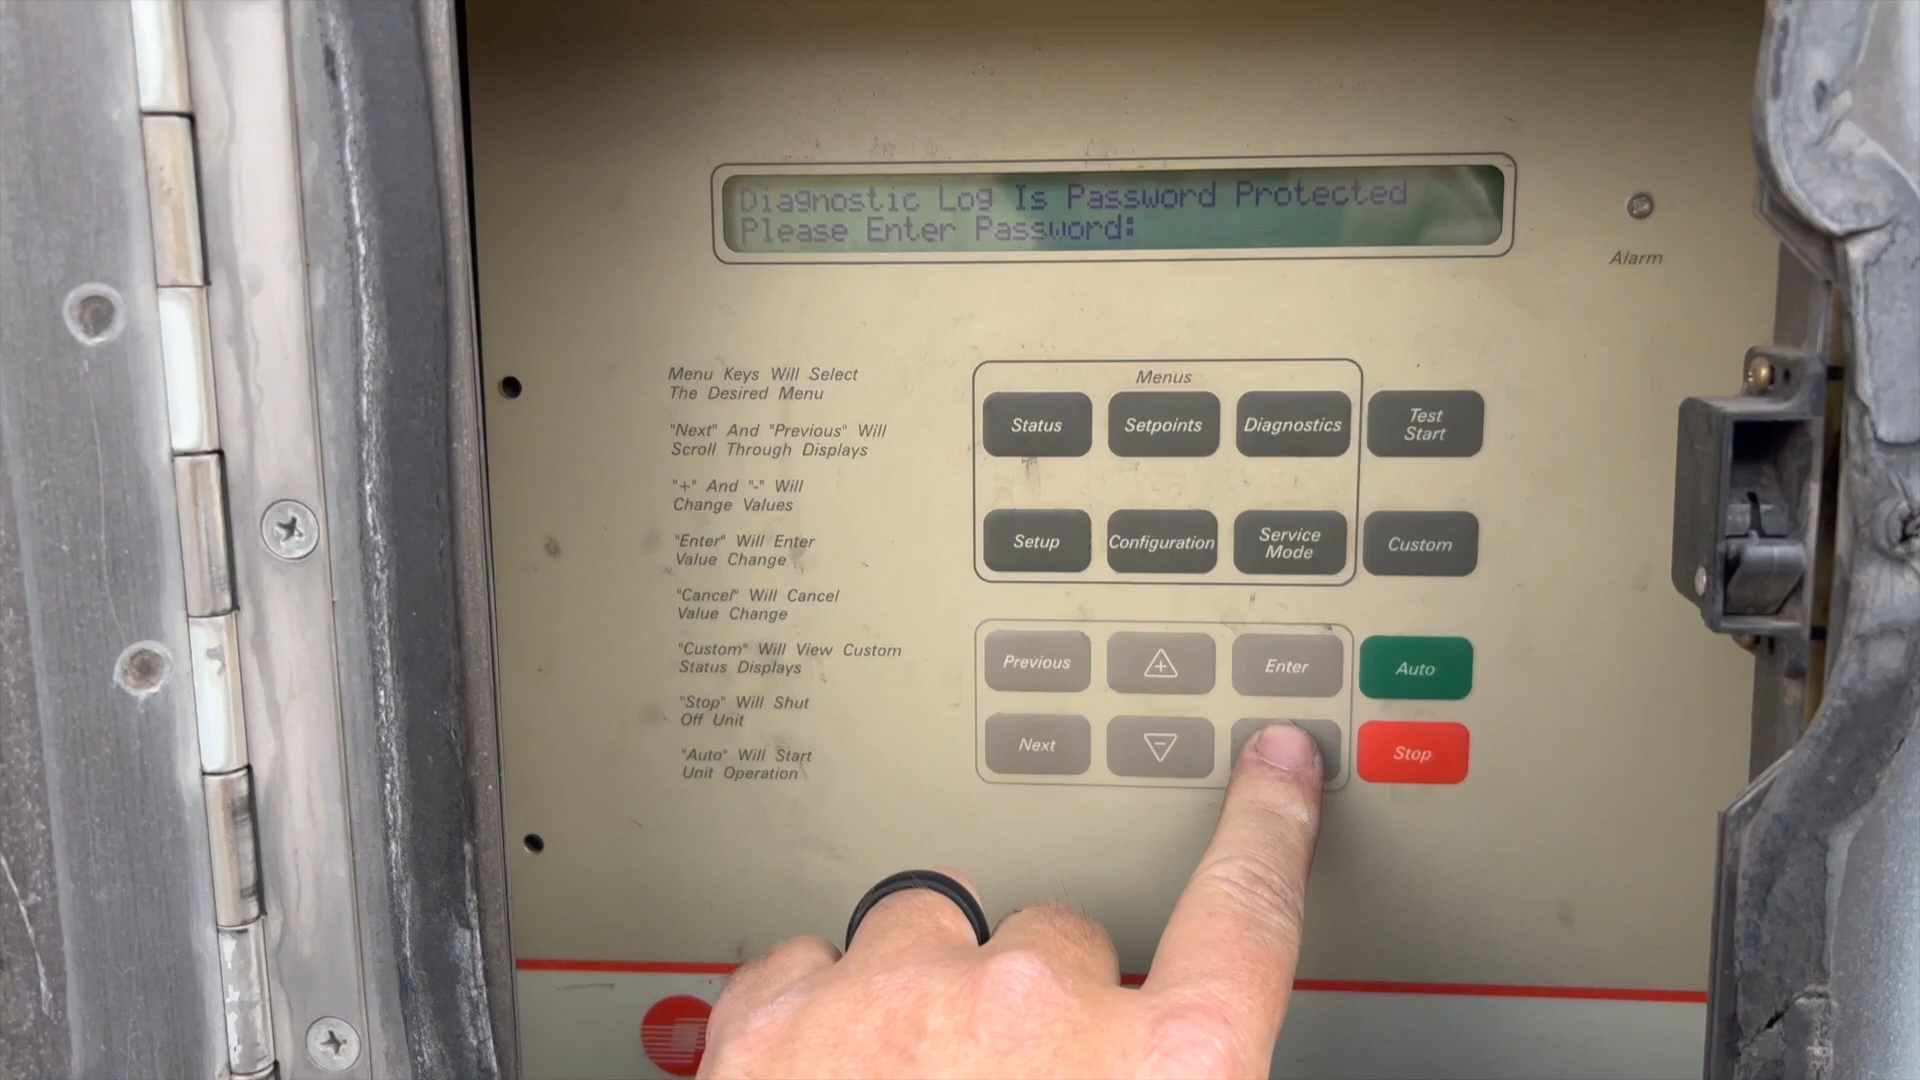 Diagnostic Log Is Password Protected
Please Enter Password:
Alarm
Menu Keys Will Select
The Desired Menu
"Next" And "Previous" Will
Scroll Through Displays
"+" And "-" Will
Change Values
"Enter" Will Enter
Value Change
"Cancel" Will Cancel
Value Change
"Custom" Will View Custom
Status Displays
"Stop" Will Shut
Off Unit
"Auto" Will Start
Unit Operation
Menus
Status
Setpoints
Diagnostics
Test
Start
Setup
Configuration
Service
Mode
Custom
Previous
+
Enter
Auto
Next
-
Stop